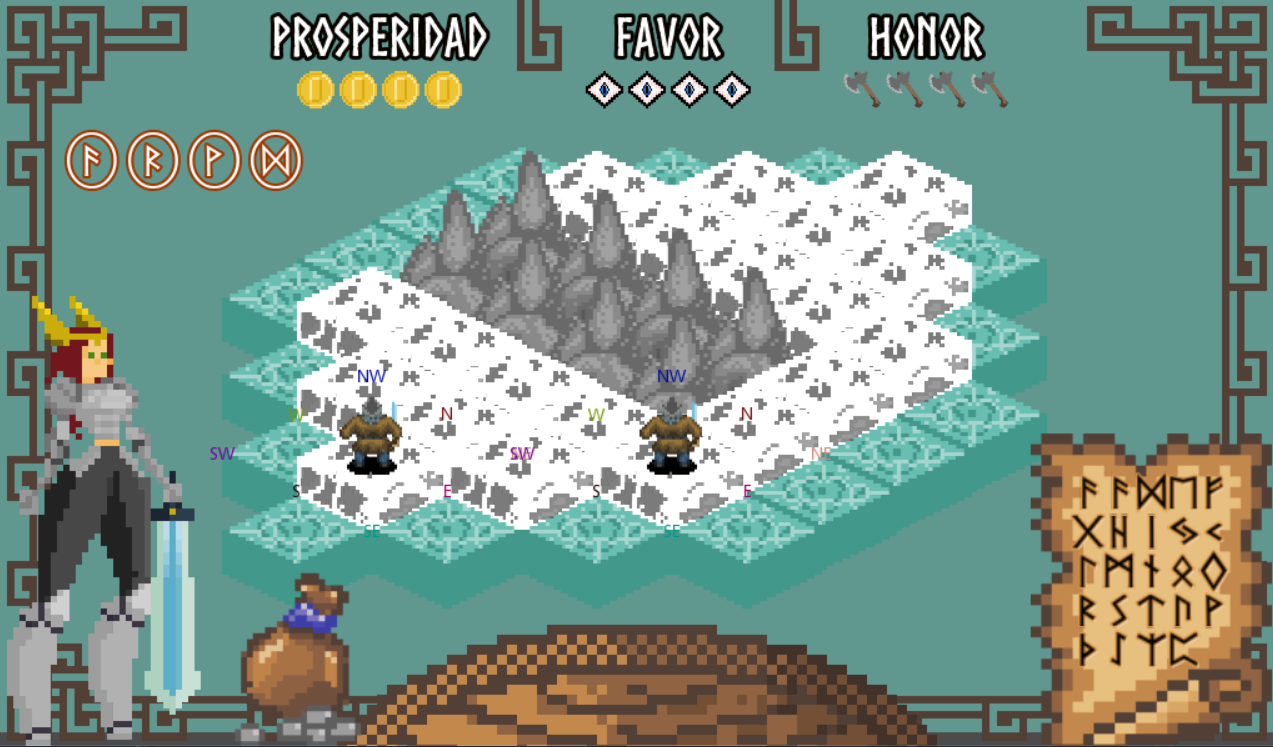 PROSPERIDAD FAVOR HONOR
ᚨ ᚱ ᚹ ᛞ
NW NW
W N W N
SW SW NE
S E S E
SE SE
ᚨ ᚨ ᛞ ᛖ ᚠ
ᚷ ᚺ ᛁ ᛃ ᚲ
ᛚ ᛗ ᚾ ᛟ ᛜ
ᚱ ᛊ ᛏ ᚢ ᚹ
ᚦ ᛇ ᛉ ᛈ